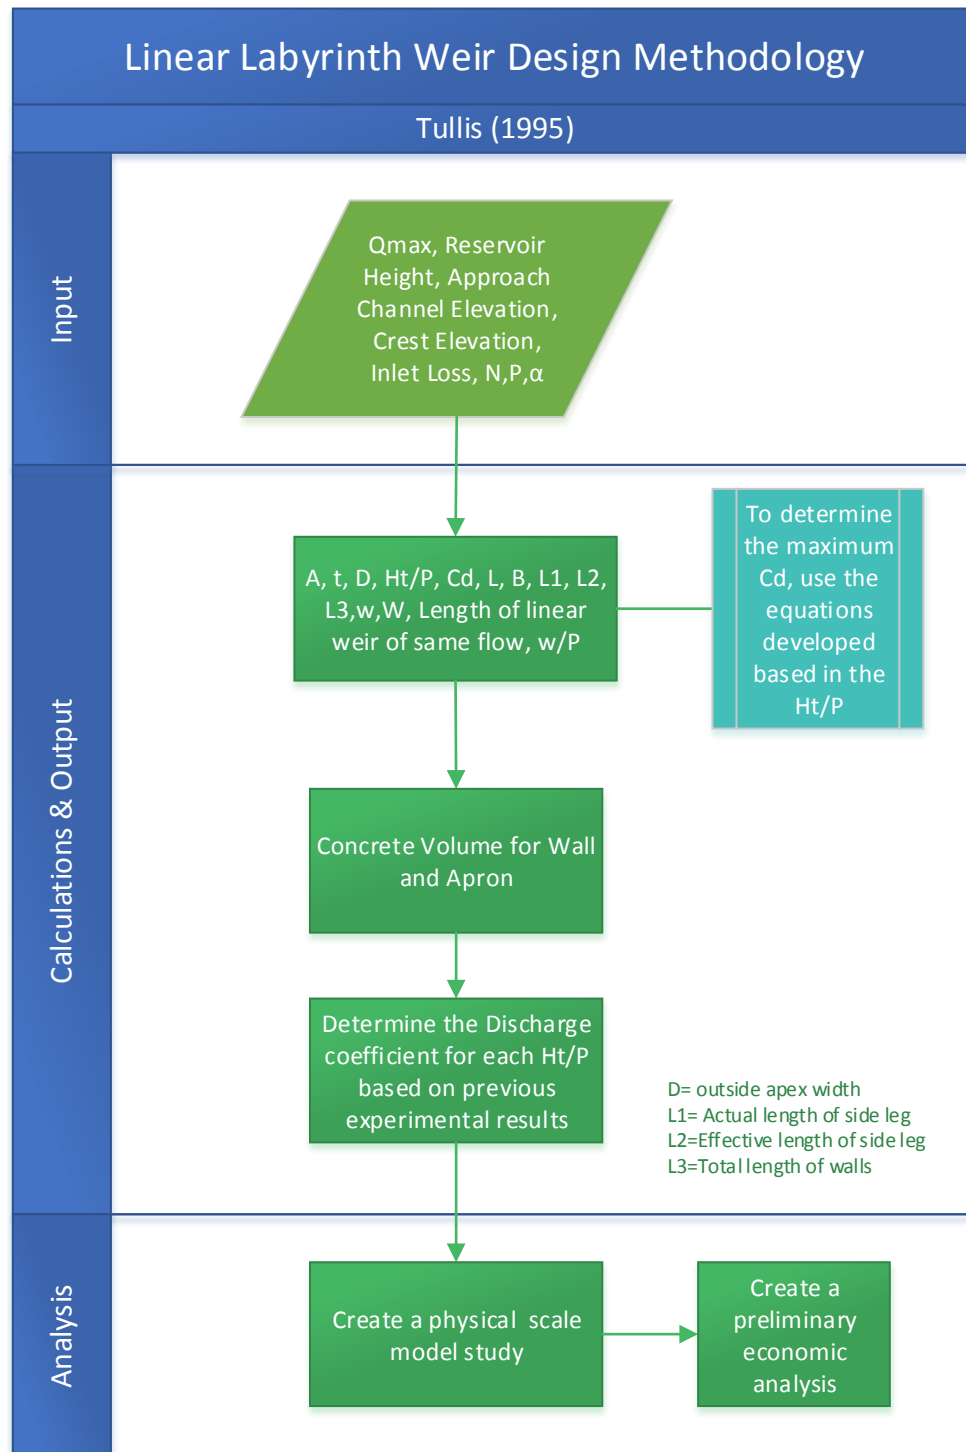 Linear Labyrinth Weir Design Methodology
Tullis (1995)
Input
Qmax, Reservoir
Height, Approach
Channel Elevation,
Crest Elevation,
Inlet Loss, N,P,α
Calculations & Output
A, t, D, Ht/P, Cd, L, B, L1, L2,
L3,w,W, Length of linear
weir of same flow, w/P
To determine
the maximum
Cd, use the
equations
developed
based in the
Ht/P
Concrete Volume for Wall
and Apron
Determine the Discharge
coefficient for each Ht/P
based on previous
experimental results
D= outside apex width
L1= Actual length of side leg
L2=Effective length of side leg
L3=Total length of walls
Analysis
Create a physical scale
model study
Create a
preliminary
economic
analysis